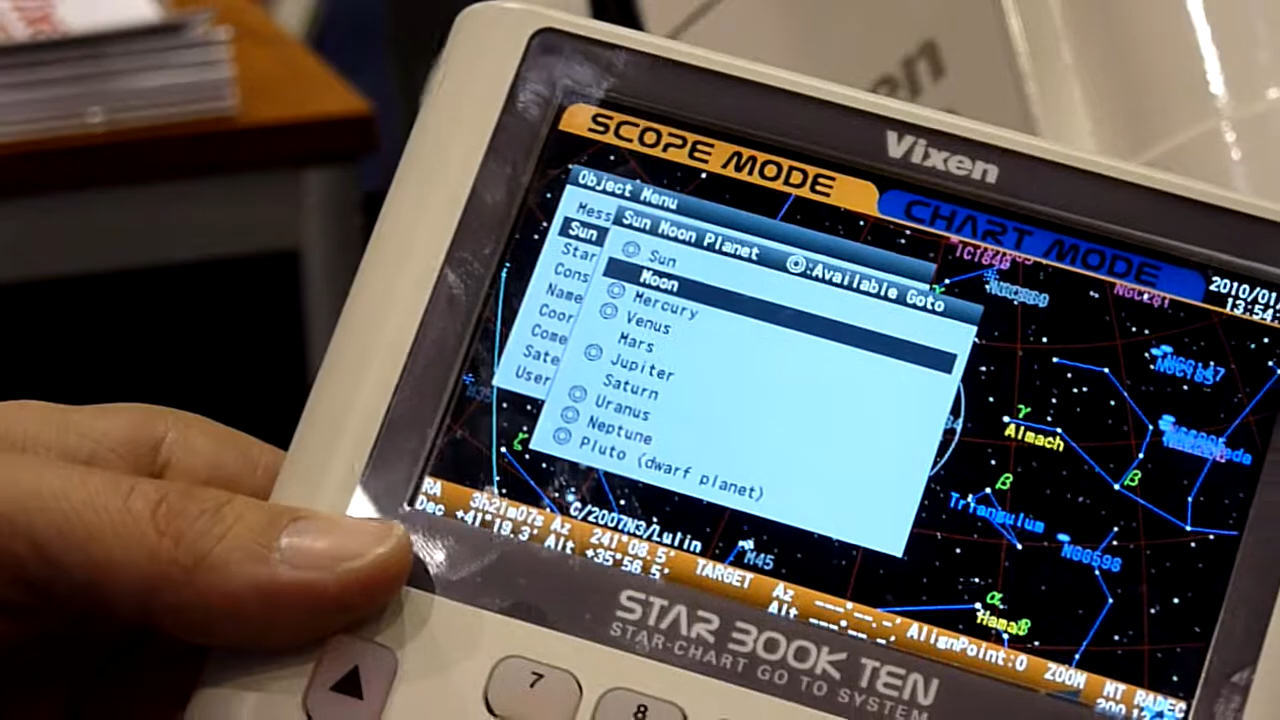 Vixen
SCOPE MODE
CHART MODE
Object Menu
Mess
Sun
Star
Cons
Name
Coor
Come
Sate
User
Sun Moon Planet ◎:Available Goto
Sun
Moon
Mercury
Venus
Mars
Jupiter
Saturn
Uranus
Neptune
Pluto (dwarf planet)
2010/01
13:54
IC1848
NGC281
γ
Almach
β
β
Triangulum
N00598
α
Hamal
ζ
c/2007N3/Lulin
M45
RA 3h21m07s Az 241°08.5'
Dec +41°19.3' Alt +35°56.5'
TARGET Az ---°--.-'
Alt ---°--.-'
AlignPoint:0
ZOOM
MT RADEC
STAR BOOK TEN
STAR-CHART GO TO SYSTEM
7
8